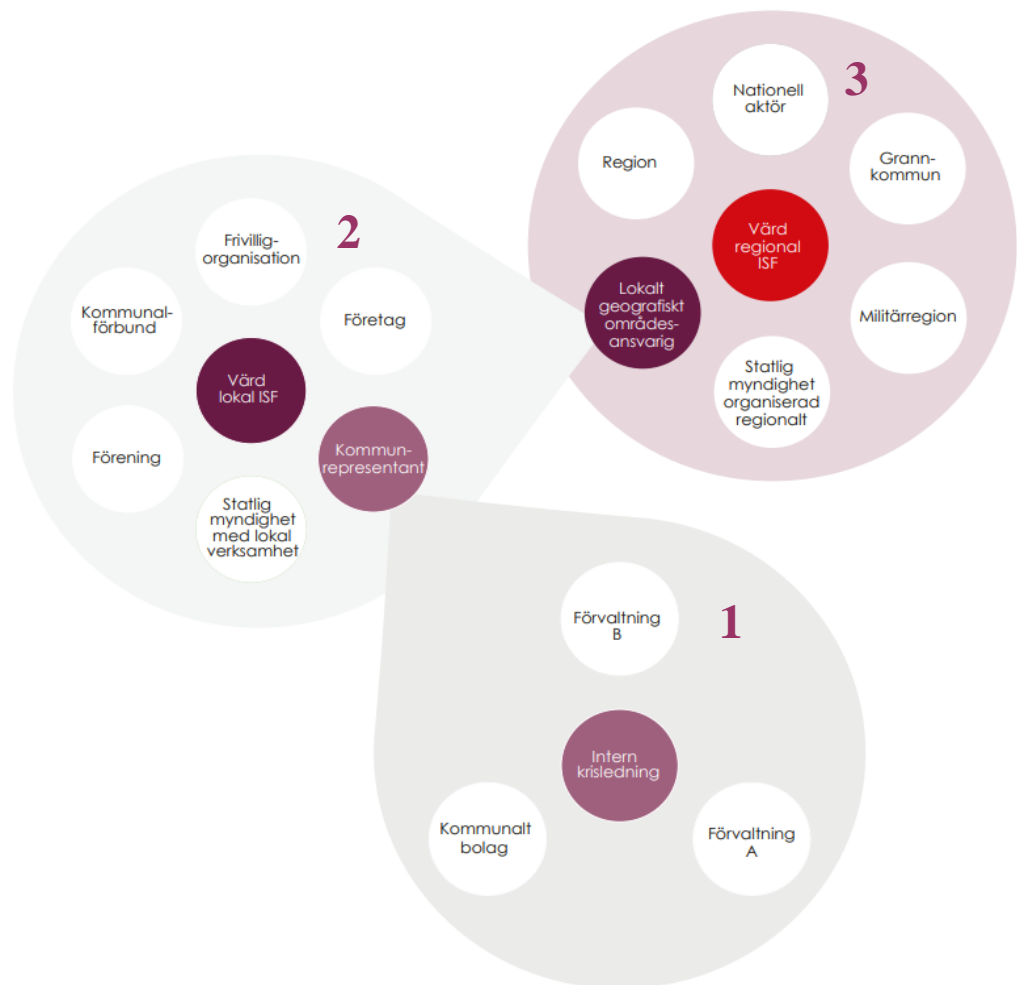 Nationell
aktör
3
Region
Grann-
kommun
Värd
regional
ISF
Lokalt
geografiskt
områdes-
ansvarig
Militärregion
Statlig
myndighet
organiserad
regionalt
2
Frivillig-
organisation
Kommunal-
förbund
Företag
Värd
lokal ISF
Kommun-
representant
Förening
Statlig
myndighet
med lokal
verksamhet
1
Förvaltning
B
Intern
krisledning
Kommunalt
bolag
Förvaltning
A